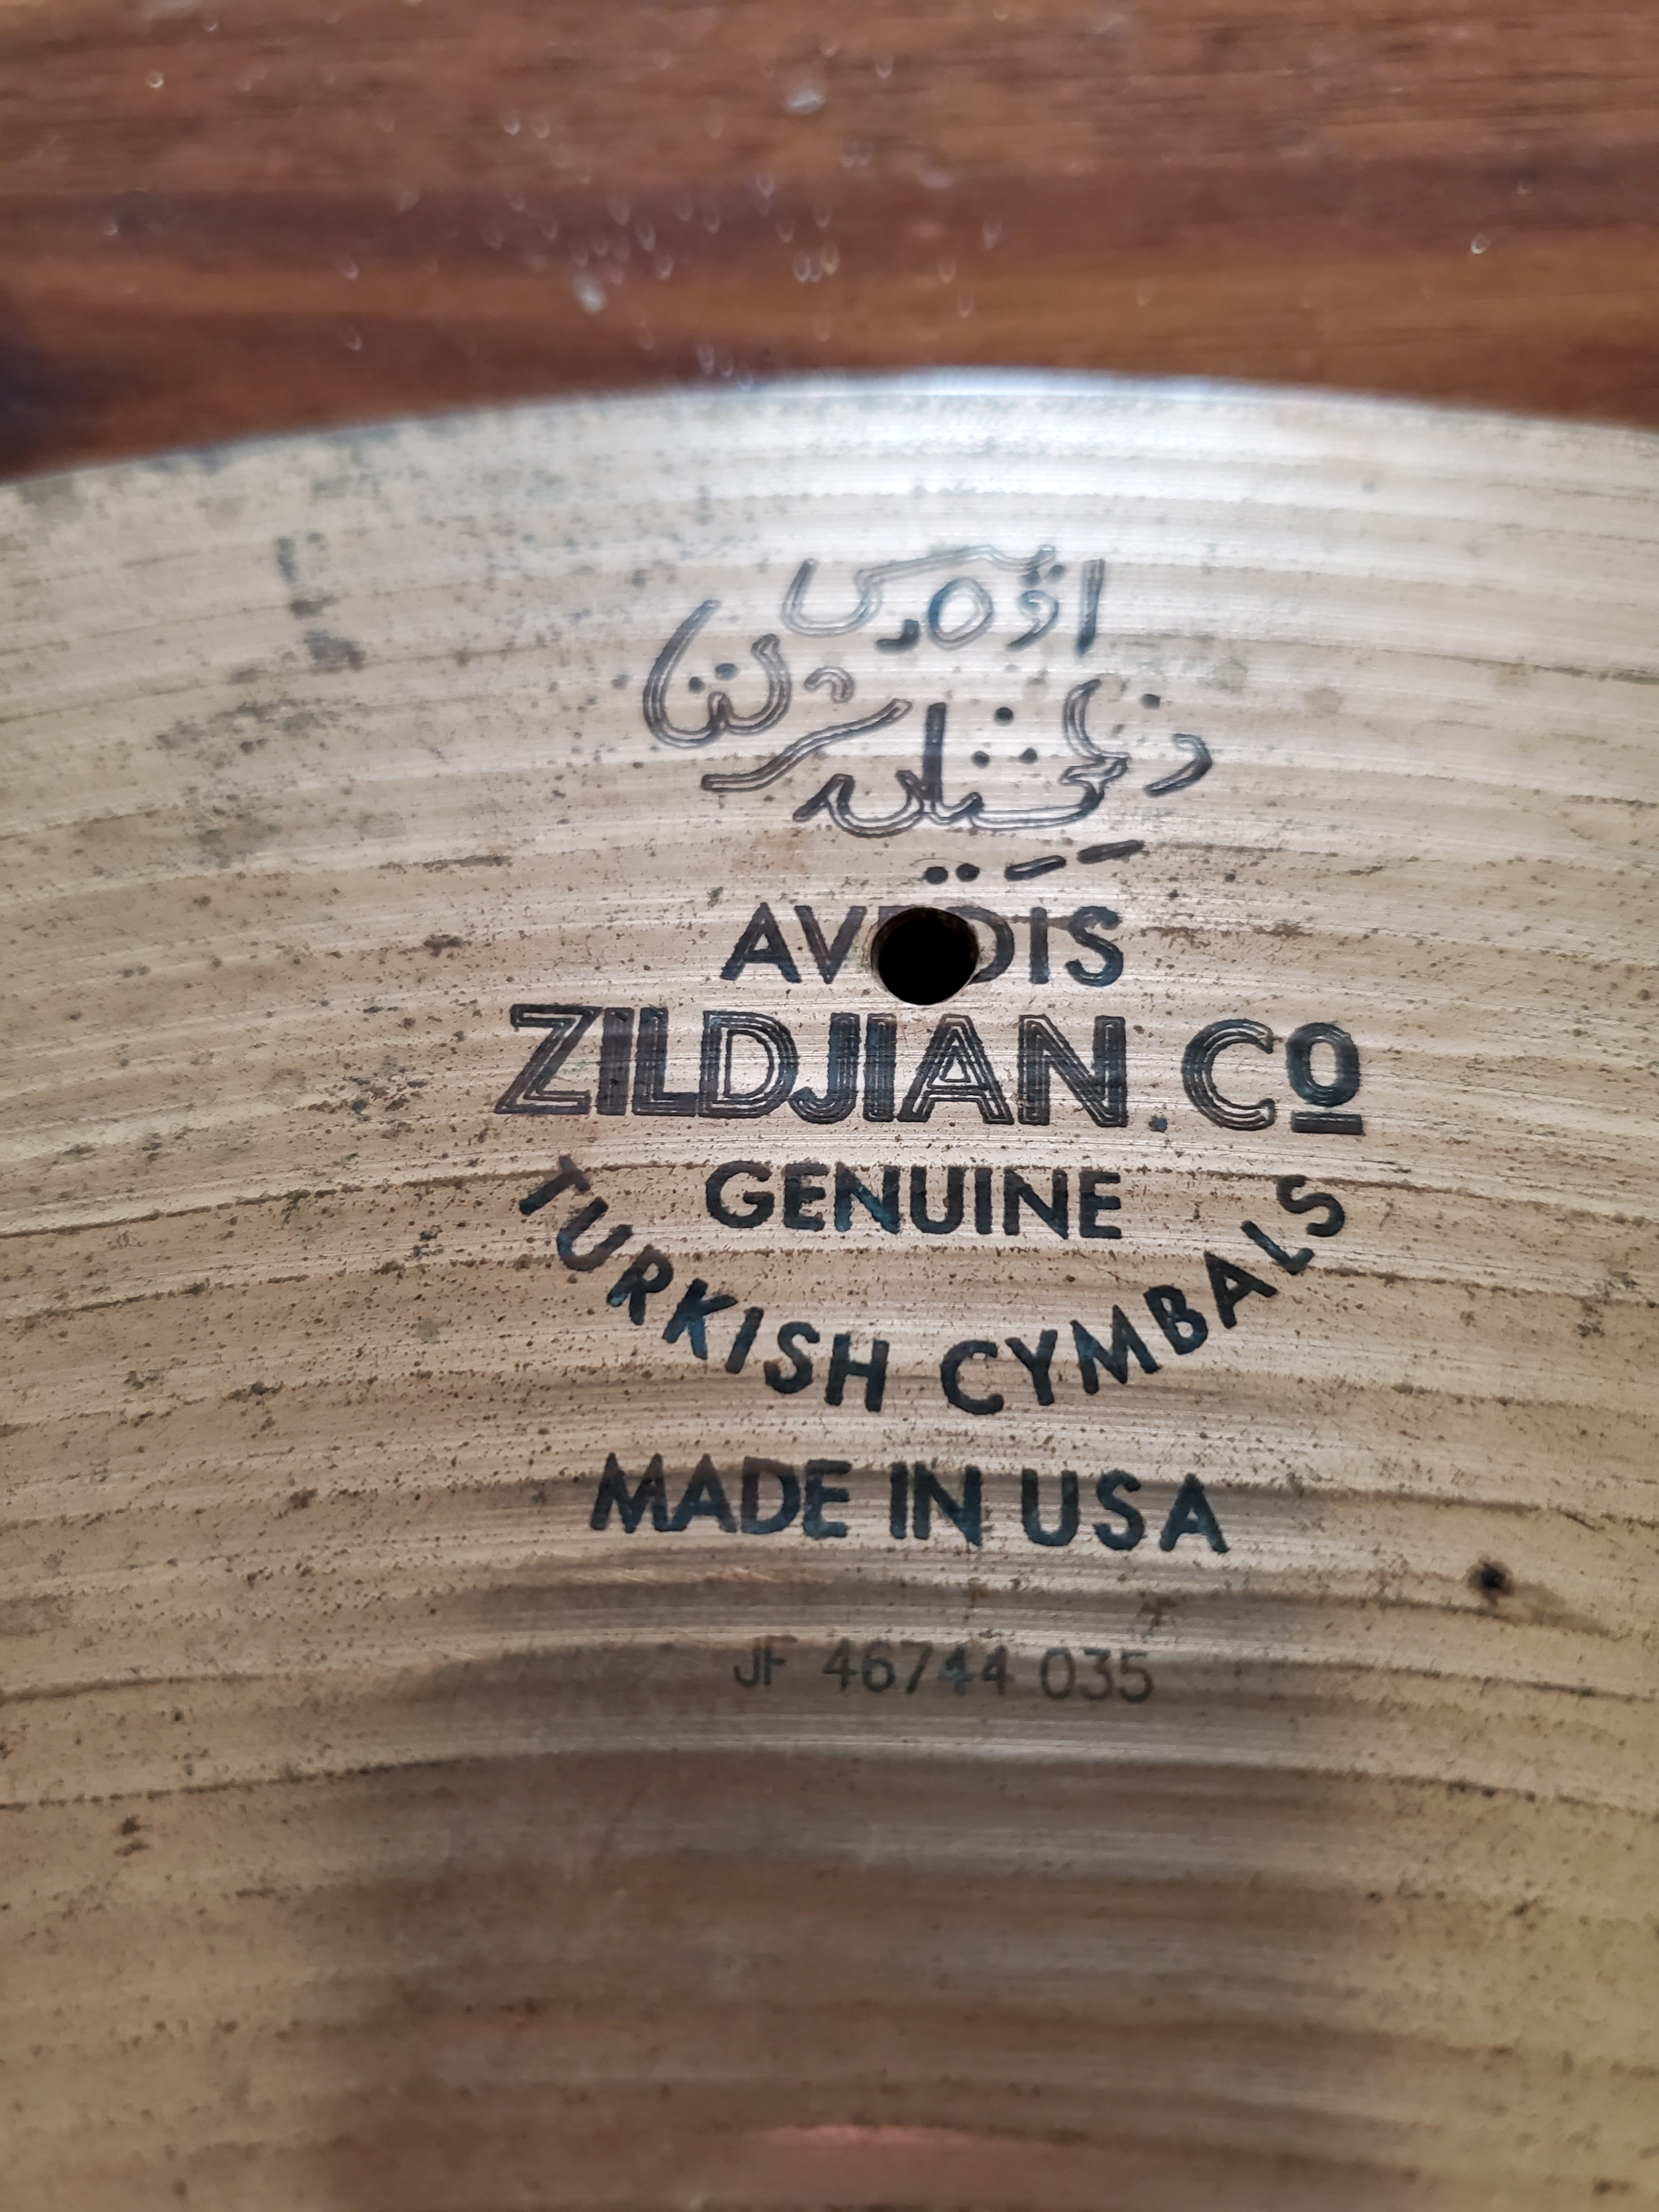 AVEDIS
ZILDJIAN. Cº
GENUINE
TURKISH CYMBALS
MADE IN USA
JF 46744 035